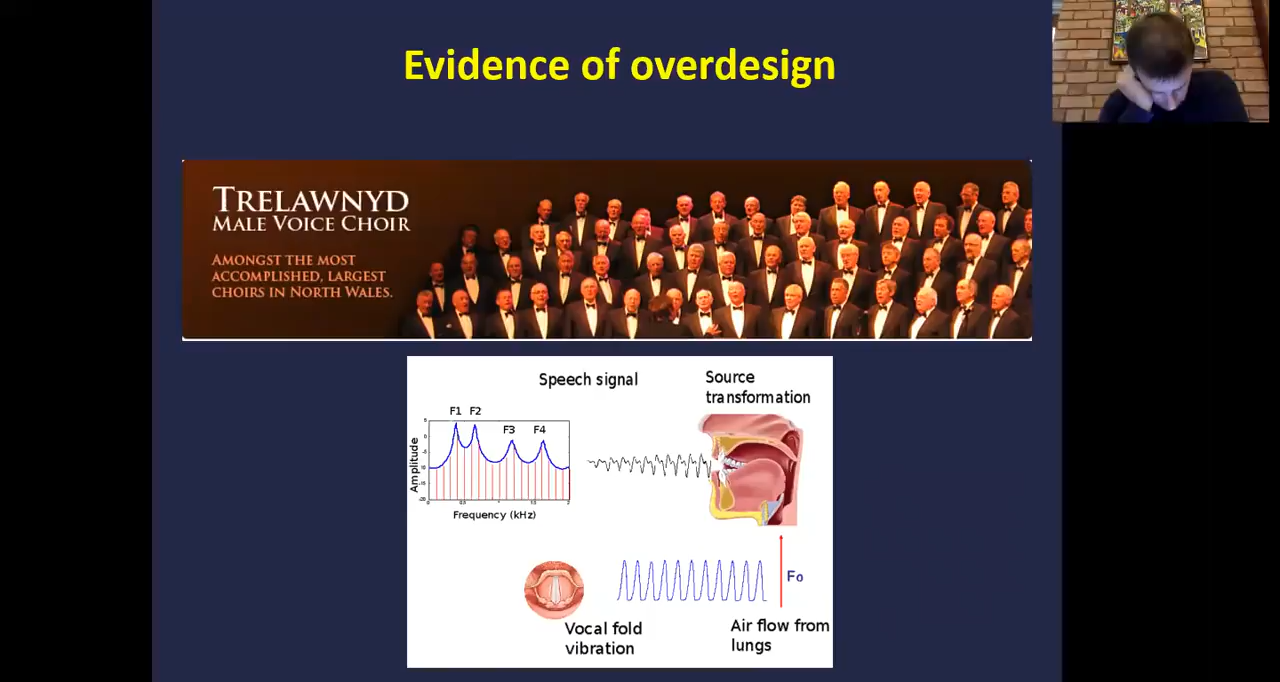 Evidence of overdesign
TRELAWNYD
MALE VOICE CHOIR
AMONGST THE MOST
ACCOMPLISHED, LARGEST
CHOIRS IN NORTH WALES.
Speech signal
Source
transformation
F1 F2
F3 F4
Amplitude
Frequency (kHz)
F₀
Vocal fold
vibration
Air flow from
lungs